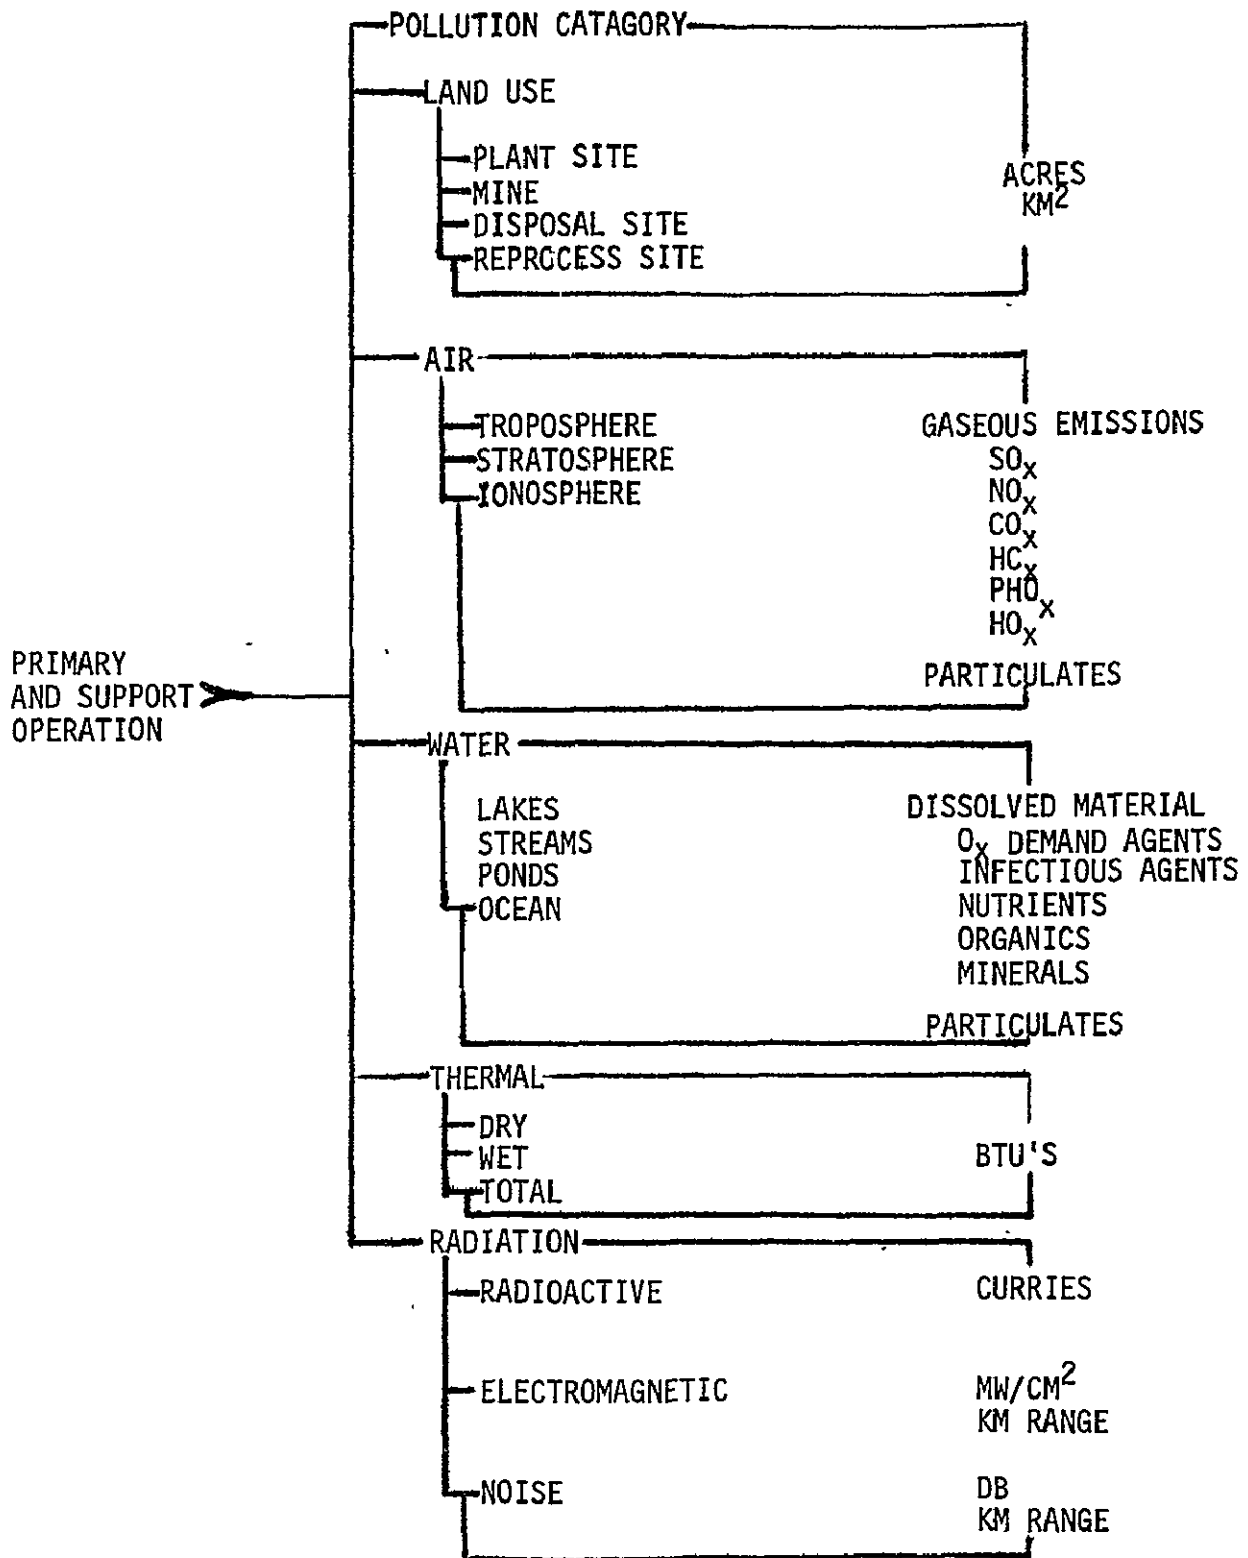 POLLUTION CATAGORY
LAND USE
PLANT SITE
MINE
DISPOSAL SITE
REPROCESS SITE
ACRES
KM²
AIR
TROPOSPHERE
STRATOSPHERE
IONOSPHERE
GASEOUS EMISSIONS
SOₓ
NOₓ
COₓ
HCₓ
PHOₓ
HOₓ
PARTICULATES
PRIMARY
AND SUPPORT
OPERATION
WATER
LAKES
STREAMS
PONDS
OCEAN
DISSOLVED MATERIAL
Oₓ DEMAND AGENTS
INFECTIOUS AGENTS
NUTRIENTS
ORGANICS
MINERALS
PARTICULATES
THERMAL
DRY
WET
TOTAL
BTU'S
RADIATION
RADIOACTIVE
CURRIES
ELECTROMAGNETIC
MW/CM²
KM RANGE
NOISE
DB
KM RANGE